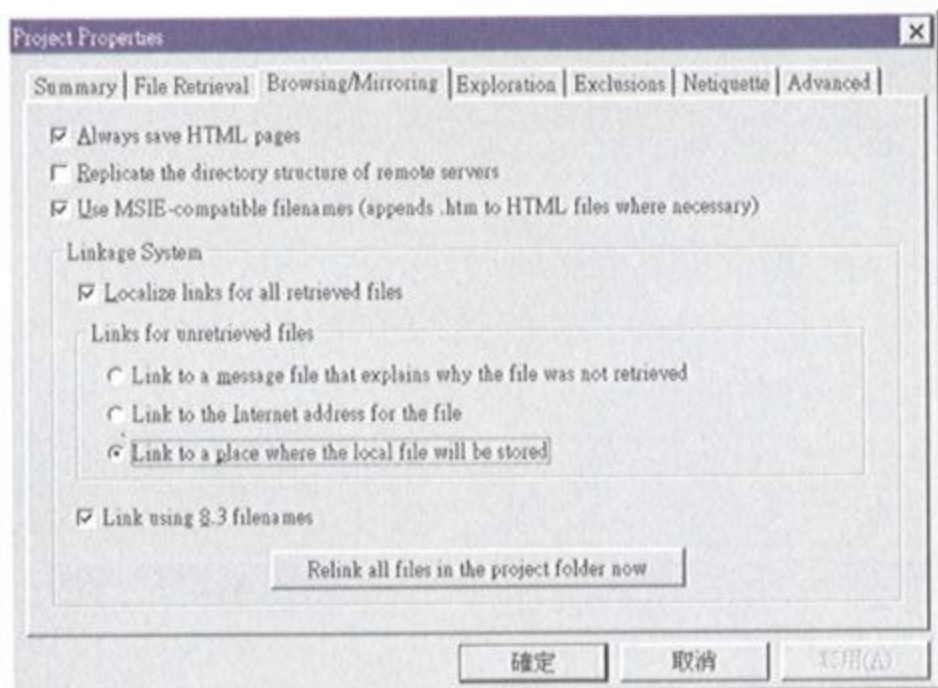 Project Properties
Summary File Retrieval Browsing/Mirroring Exploration Exclusions Netiquette Advanced
Always save HTML pages
Replicate the directory structure of remote servers
Use MSIE-compatible filenames (appends .htm to HTML files where necessary)
Linkage System
Localize links for all retrieved files
Links for unretrieved files
Link to a message file that explains why the file was not retrieved
Link to the Internet address for the file
Link to a place where the local file will be stored
Link using 8.3 filenames
Relink all files in the project folder now
確定 取消 套用(A)